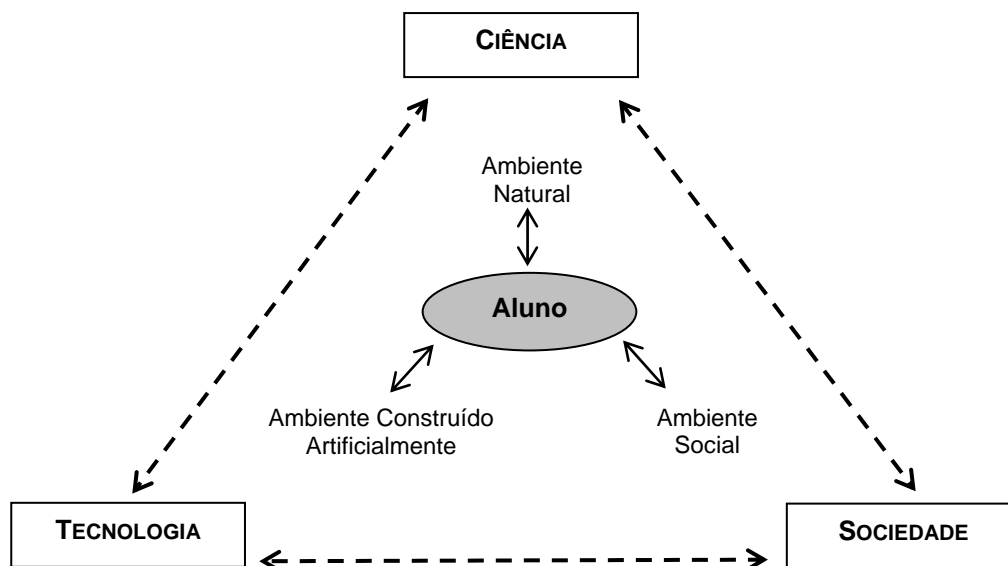 CIÊNCIA
Ambiente
Natural
Aluno
Ambiente Construído
Artificialmente
Ambiente
Social
TECNOLOGIA
SOCIEDADE